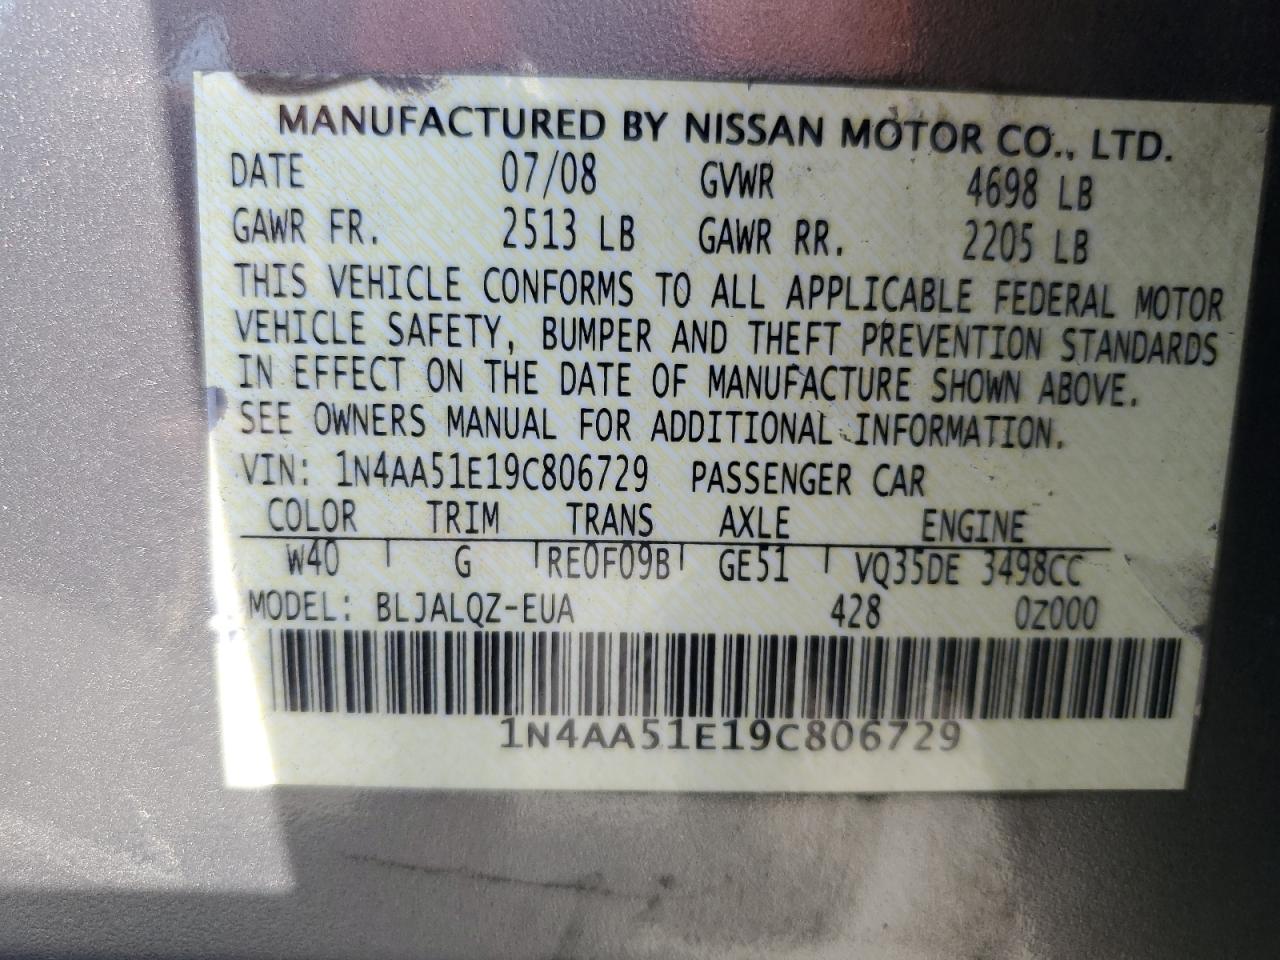 MANUFACTURED BY NISSAN MOTOR CO., LTD.
DATE 07/08 GVWR 4698 LB
GAWR FR. 2513 LB GAWR RR. 2205 LB
THIS VEHICLE CONFORMS TO ALL APPLICABLE FEDERAL MOTOR
VEHICLE SAFETY, BUMPER AND THEFT PREVENTION STANDARDS
IN EFFECT ON THE DATE OF MANUFACTURE SHOWN ABOVE.
SEE OWNERS MANUAL FOR ADDITIONAL INFORMATION.
VIN: 1N4AA51E19C806729 PASSENGER CAR
COLOR TRIM TRANS AXLE ENGINE
W40 G RE0F09B GE51 VQ35DE 3498CC
MODEL: BLJALQZ-EUA 428 0Z000
1N4AA51E19C806729